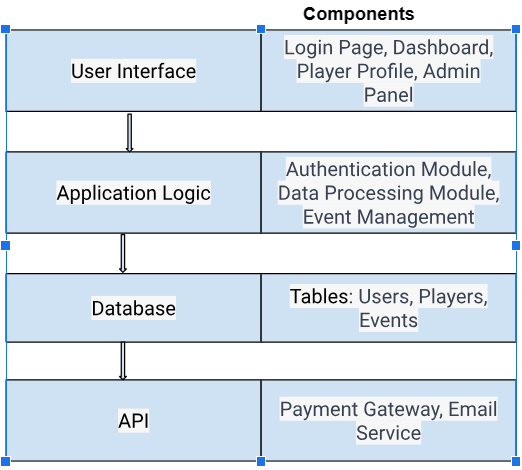 Components
User Interface
Login Page, Dashboard,
Player Profile, Admin
Panel
Application Logic
Authentication Module,
Data Processing Module,
Event Management
Database
Tables: Users, Players,
Events
API
Payment Gateway, Email
Service